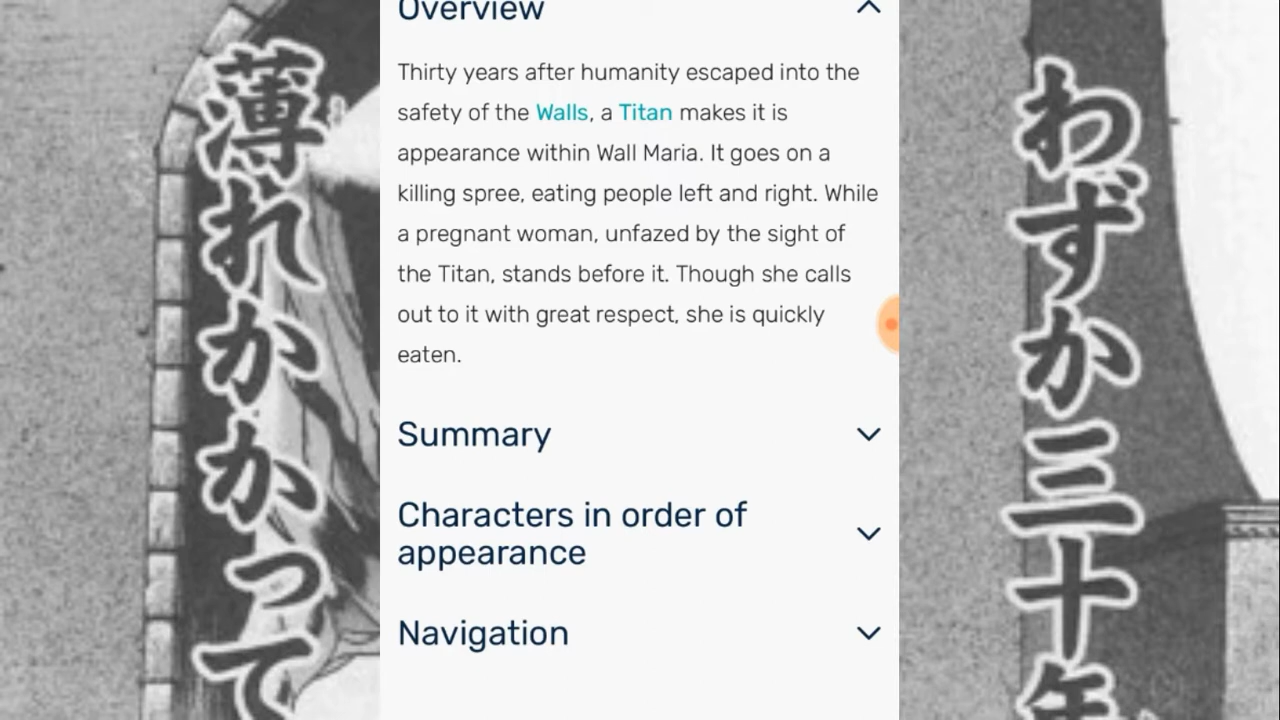 Overview
Thirty years after humanity escaped into the
safety of the Walls, a Titan makes it is
appearance within Wall Maria. It goes on a
killing spree, eating people left and right. While
a pregnant woman, unfazed by the sight of
the Titan, stands before it. Though she calls
out to it with great respect, she is quickly
eaten.
Summary
Characters in order of
appearance
Navigation
わずか三十年
薄れかかって